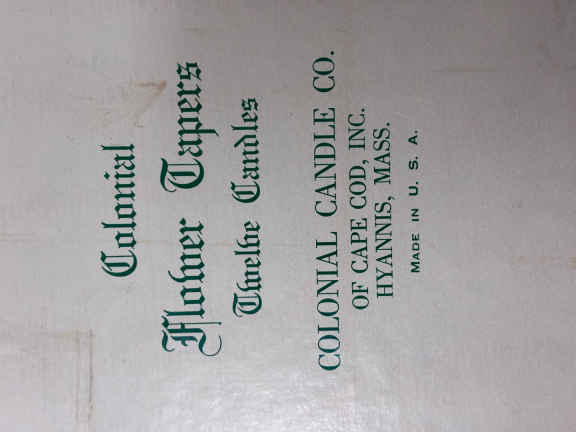 Colonial
Flower Tapers
Twelve Candles
COLONIAL CANDLE CO.
OF CAPE COD, INC.
HYANNIS, MASS.
MADE IN U. S. A.